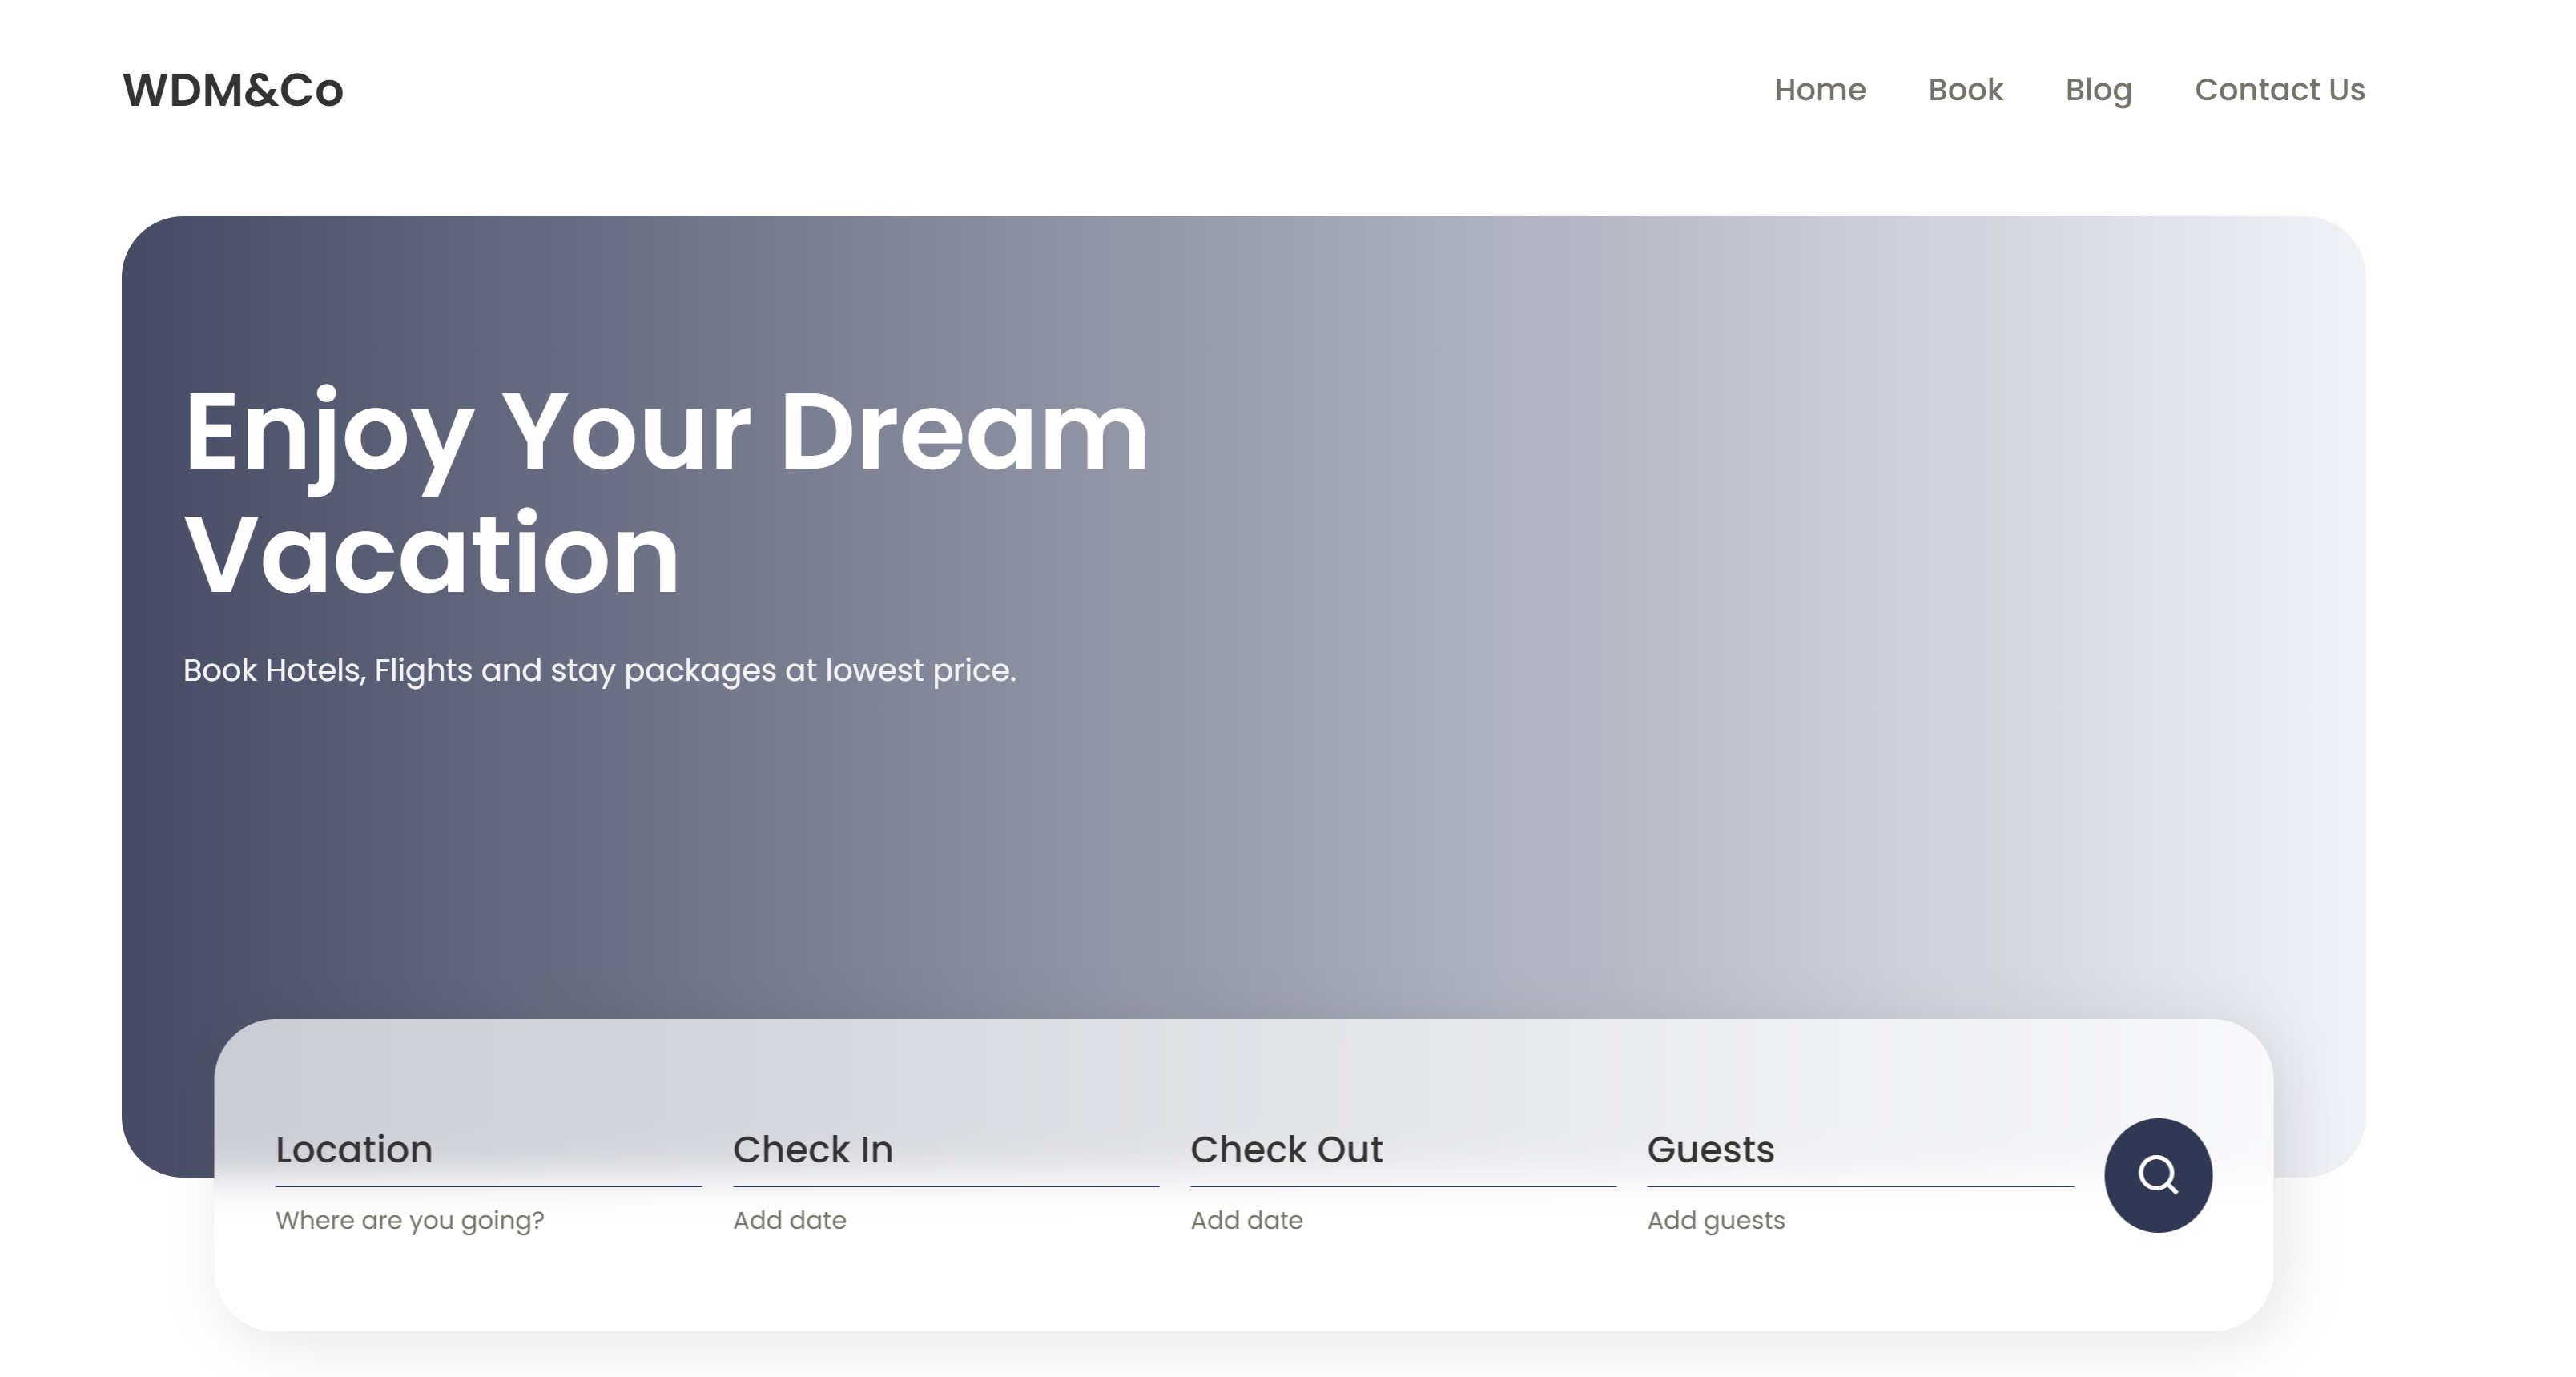 WDM&Co
Home
Book
Blog
Contact Us
Enjoy Your Dream
Vacation
Book Hotels, Flights and stay packages at lowest price.
Location
Check In
Check Out
Guests
Where are you going?
Add date
Add date
Add guests